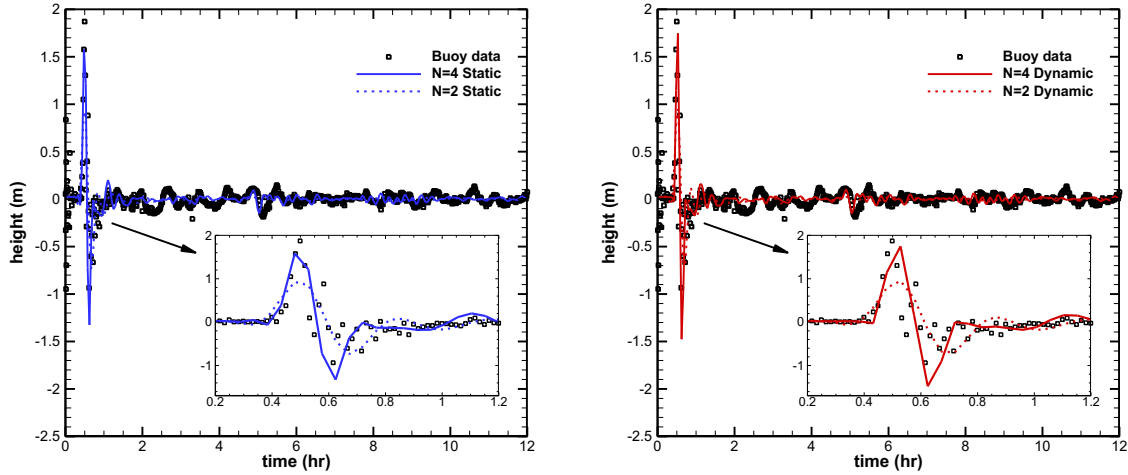 2
1.5
1
0.5
0
-0.5
-1
-1.5
-2
-2.5
height (m)
Buoy data
N=4 Static
N=2 Static
2
1
0
-1
0.2 0.4 0.6 0.8 1 1.2
0 2 4 6 8 10 12
time (hr)
2
1.5
1
0.5
0
-0.5
-1
-1.5
-2
-2.5
height (m)
Buoy data
N=4 Dynamic
N=2 Dynamic
2
1
0
-1
0.2 0.4 0.6 0.8 1 1.2
0 2 4 6 8 10 12
time (hr)